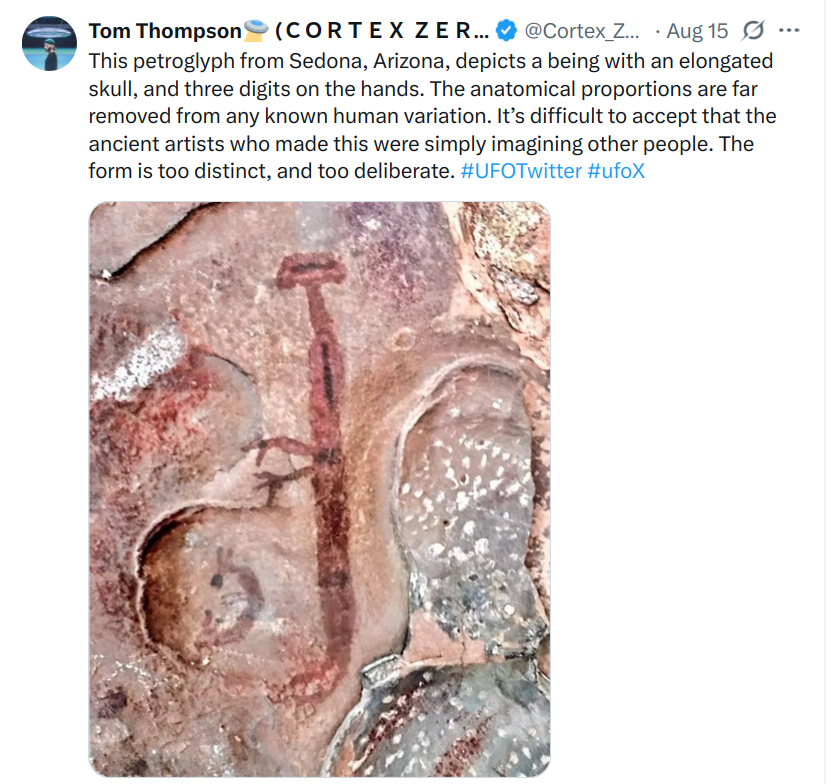 Tom Thompson🛸 (C O R T E X  Z E R... @Cortex_Z... · Aug 15
This petroglyph from Sedona, Arizona, depicts a being with an elongated
skull, and three digits on the hands. The anatomical proportions are far
removed from any known human variation. It’s difficult to accept that the
ancient artists who made this were simply imagining other people. The
form is too distinct, and too deliberate. #UFOTwitter #ufoX